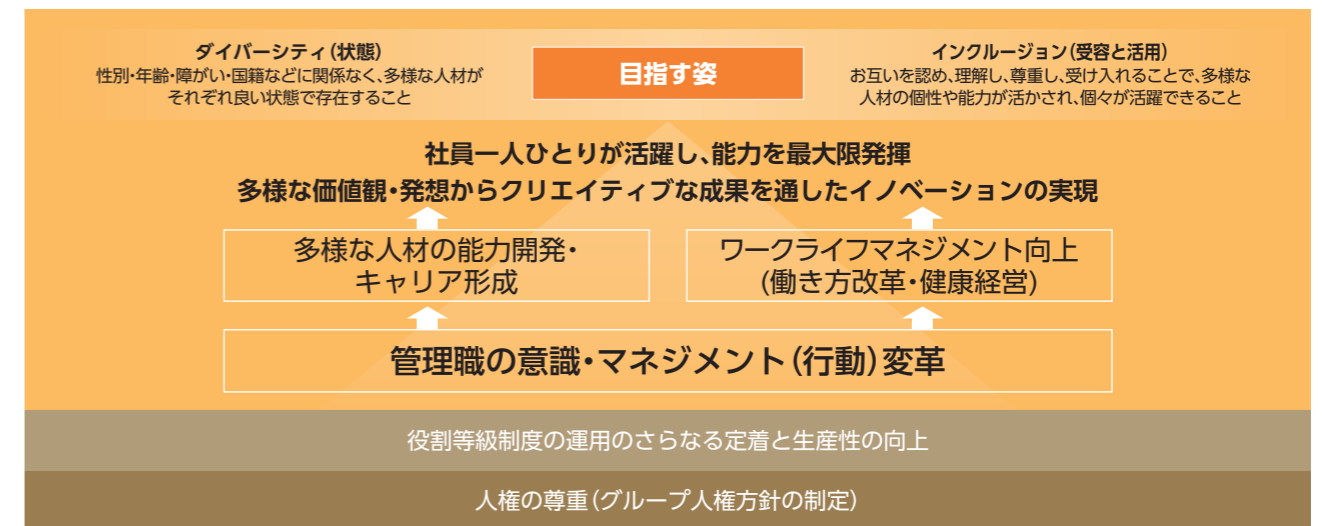 ダイバーシティ（状態）
性別・年齢・障がい・国籍などに関係なく、多様な人材が
それぞれ良い状態で存在すること
目指す姿
インクルージョン（受容と活用）
お互いを認め、理解し、尊重し、受け入れることで、多様な
人材の個性や能力が活かされ、個々が活躍できること
社員一人ひとりが活躍し、能力を最大限発揮
多様な価値観・発想からクリエイティブな成果を通したイノベーションの実現
多様な人材の能力開発・
キャリア形成
ワークライフマネジメント向上
(働き方改革・健康経営)
管理職の意識・マネジメント（行動）変革
役割等級制度の運用のさらなる定着と生産性の向上
人権の尊重（グループ人権方針の制定）